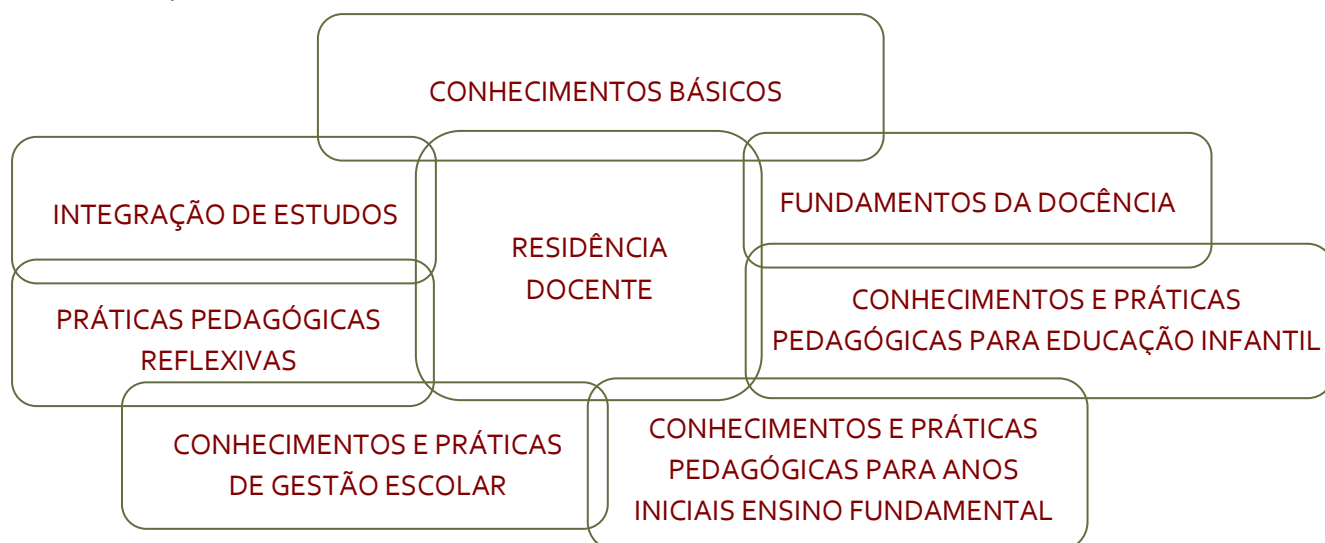 CONHECIMENTOS BÁSICOS
INTEGRAÇÃO DE ESTUDOS
FUNDAMENTOS DA DOCÊNCIA
RESIDÊNCIA
DOCENTE
PRÁTICAS PEDAGÓGICAS
REFLEXIVAS
CONHECIMENTOS E PRÁTICAS
PEDAGÓGICAS PARA EDUCAÇÃO INFANTIL
CONHECIMENTOS E PRÁTICAS
DE GESTÃO ESCOLAR
CONHECIMENTOS E PRÁTICAS
PEDAGÓGICAS PARA ANOS
INICIAIS ENSINO FUNDAMENTAL